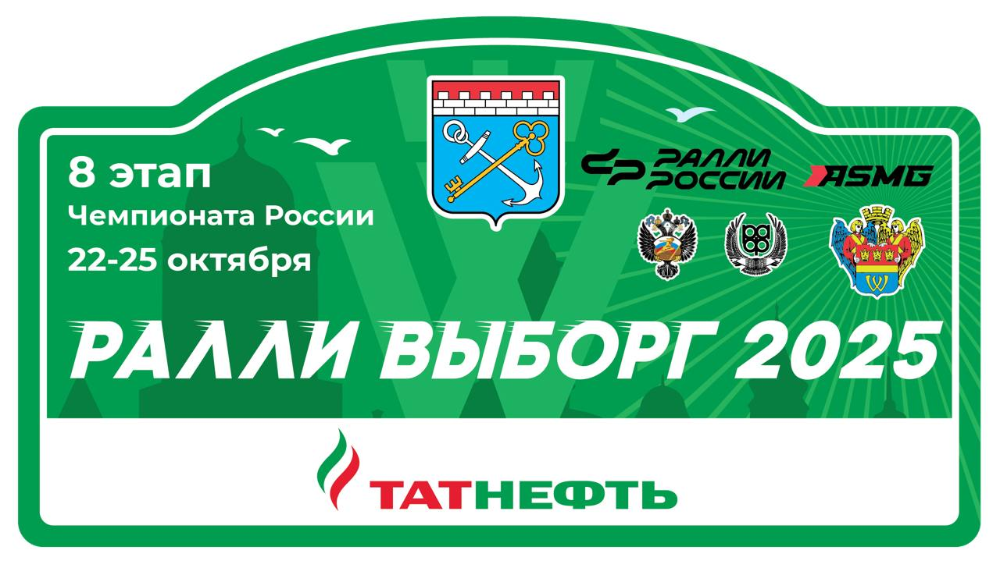 8 этап
Чемпионата России
22-25 октября
РАЛЛИ
РОССИИ
ASMG
W
РАЛЛИ ВЫБОРГ 2025
ТАТНЕФТЬ